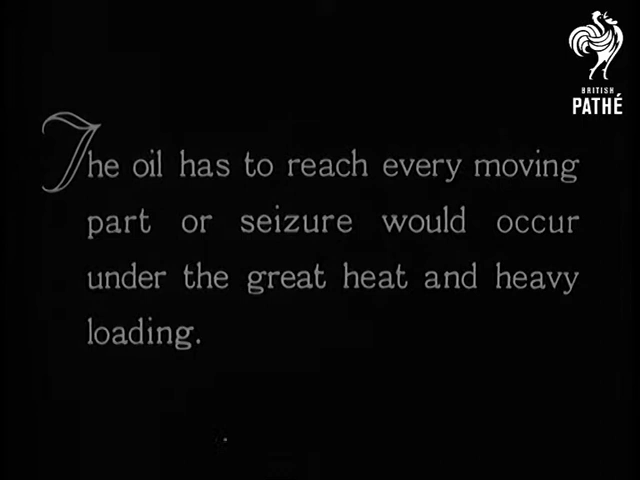 BRITISH
PATHÉ
The oil has to reach every moving
part or seizure would occur
under the great heat and heavy
loading.